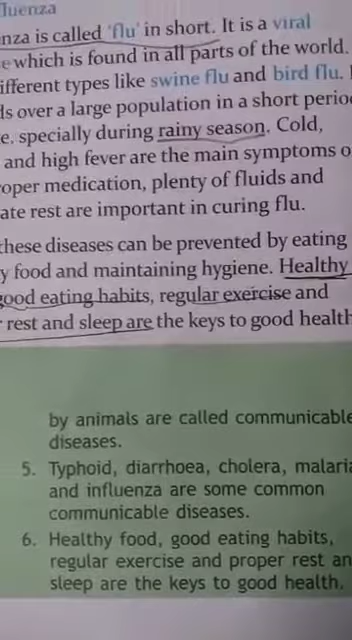 fluenza
nza is called 'flu' in short. It is a viral
e which is found in all parts of the world.
ifferent types like swine flu and bird flu.
ds over a large population in a short perio
e, specially during rainy season. Cold,
and high fever are the main symptoms o
oper medication, plenty of fluids and
ate rest are important in curing flu.
these diseases can be prevented by eating
y food and maintaining hygiene. Healthy
good eating habits, regular exercise and
rest and sleep are the keys to good health
by animals are called communicable
diseases.
5. Typhoid, diarrhoea, cholera, malaria
and influenza are some common
communicable diseases.
6. Healthy food, good eating habits,
regular exercise and proper rest an
sleep are the keys to good health.